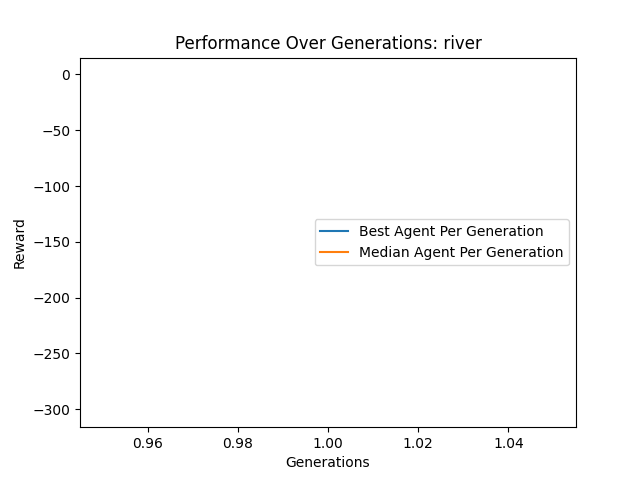 Performance Over Generations: river
0
−50
−100
−150
−200
−250
−300
Reward
Best Agent Per Generation
Median Agent Per Generation
0.96 0.98 1.00 1.02 1.04
Generations